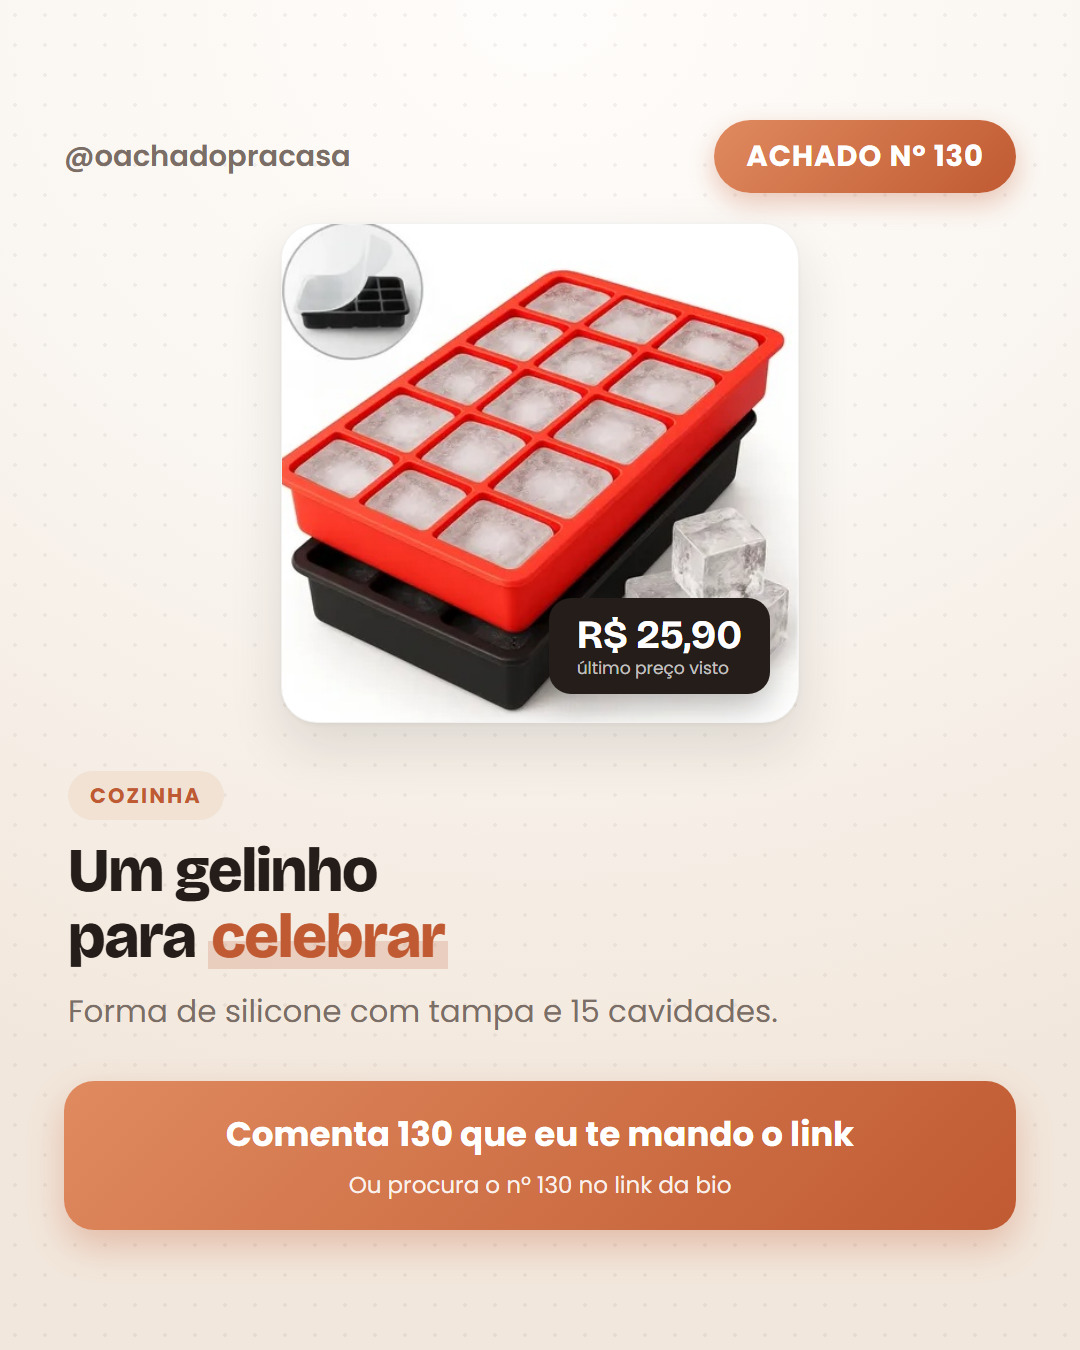 @oachadopracasa
ACHADO Nº 130
R$ 25,90
último preço visto
COZINHA
Um gelinho
para celebrar
Forma de silicone com tampa e 15 cavidades.
Comenta 130 que eu te mando o link
Ou procura o nº 130 no link da bio